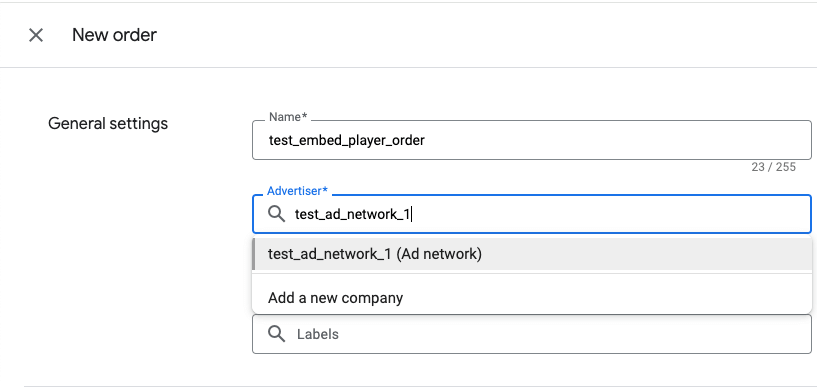 New order
General settings
Name*
test_embed_player_order
23 / 255
Advertiser*
test_ad_network_1
test_ad_network_1 (Ad network)
Add a new company
Labels